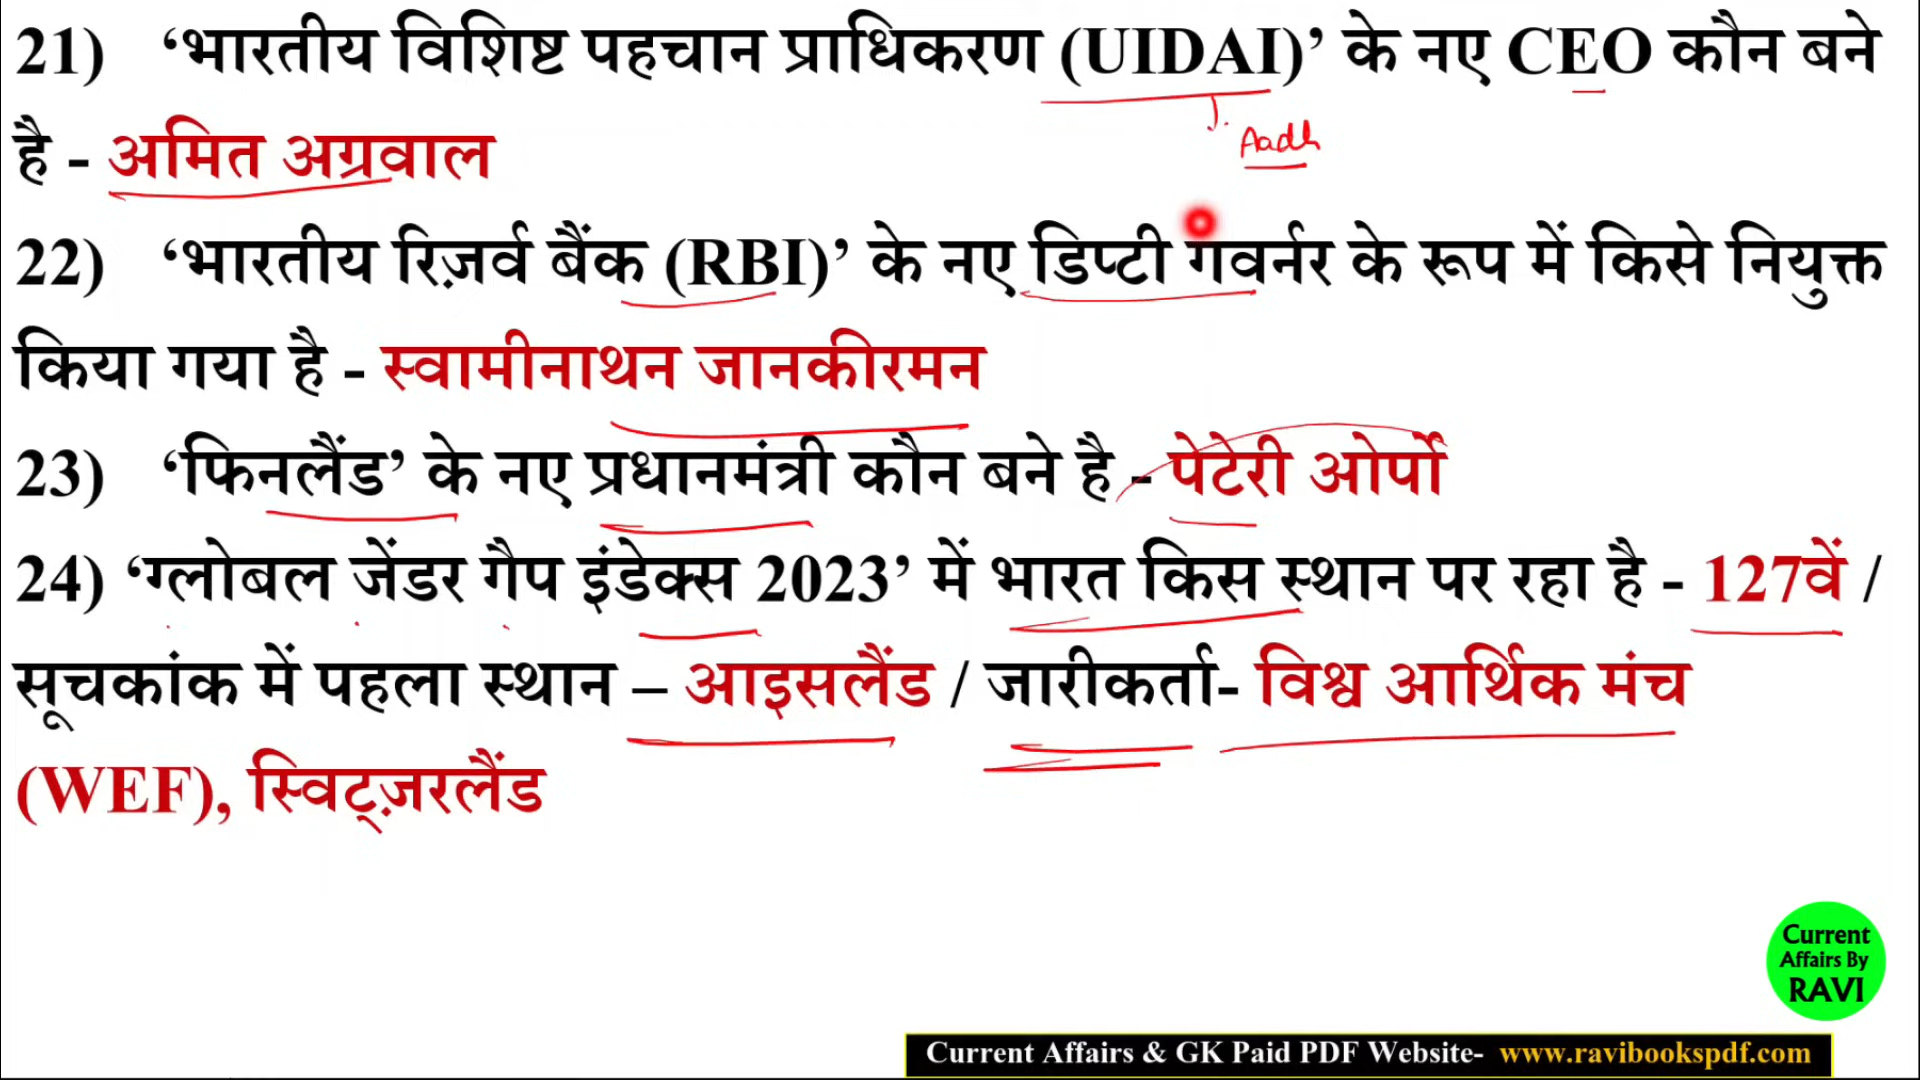 21) ‘भारतीय विशिष्ट पहचान प्राधिकरण (UIDAI)’ के नए CEO कौन बने
है - अमित अग्रवाल
Aadh
22) ‘भारतीय रिज़र्व बैंक (RBI)’ के नए डिप्टी गवर्नर के रूप में किसे नियुक्त
किया गया है - स्वामीनाथन जानकीरमन
23) ‘फिनलैंड’ के नए प्रधानमंत्री कौन बने है - पेटेरी ओर्पो
24) ‘ग्लोबल जेंडर गैप इंडेक्स 2023’ में भारत किस स्थान पर रहा है - 127वें /
सूचकांक में पहला स्थान – आइसलैंड / जारीकर्ता- विश्व आर्थिक मंच
(WEF), स्विट्ज़रलैंड
Current
Affairs By
RAVI
Current Affairs & GK Paid PDF Website- www.ravibookspdf.com